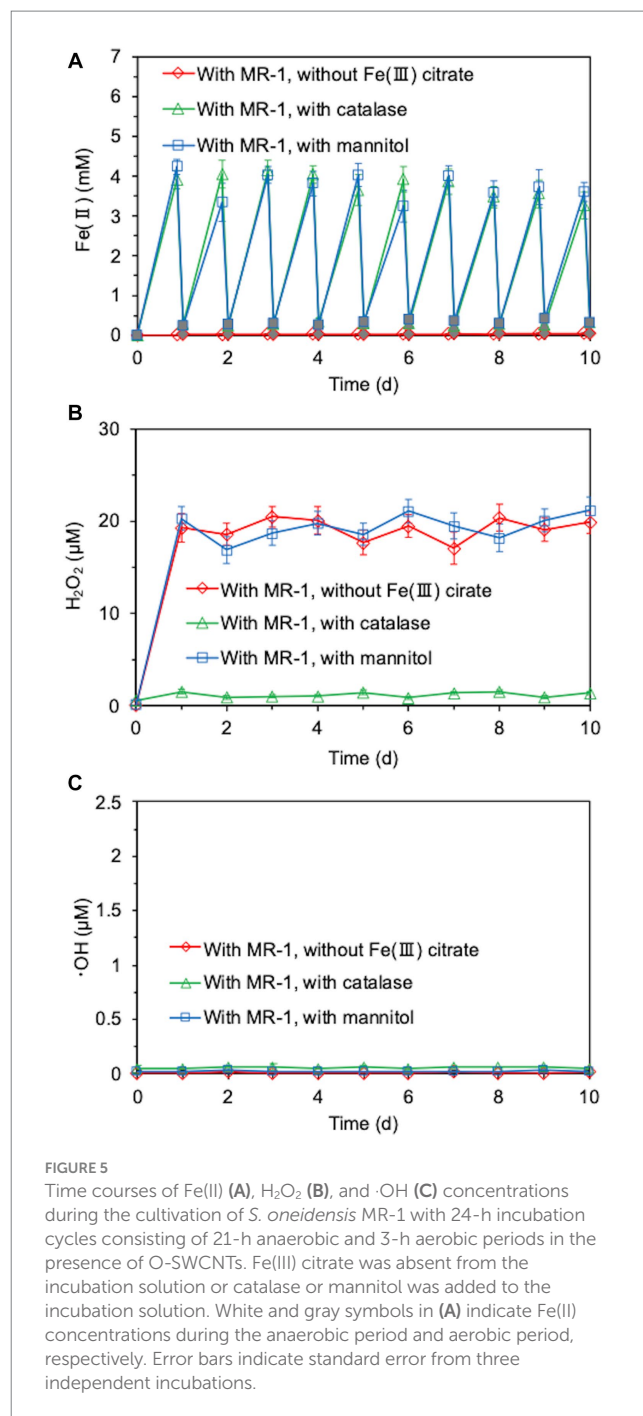 A
7
With MR-1, without Fe(Ⅲ) citrate
6
With MR-1, with catalase
5
With MR-1, with mannitol
4
3
2
1
0
Fe(Ⅱ) (mM)
0 2 4 6 8 10
Time (d)
B
30
20
10
0
H₂O₂ (µM)
With MR-1, without Fe(Ⅲ) cirate
With MR-1, with catalase
With MR-1, with mannitol
0 2 4 6 8 10
Time (d)
C
2.5
2
1.5
1
0.5
0
·OH (µM)
With MR-1, without Fe(Ⅲ) citrate
With MR-1, with catalase
With MR-1, with mannitol
0 2 4 6 8 10
Time (d)
FIGURE 5
Time courses of Fe(II) (A), H₂O₂ (B), and ·OH (C) concentrations
during the cultivation of S. oneidensis MR-1 with 24-h incubation
cycles consisting of 21-h anaerobic and 3-h aerobic periods in the
presence of O-SWCNTs. Fe(III) citrate was absent from the
incubation solution or catalase or mannitol was added to the
incubation solution. White and gray symbols in (A) indicate Fe(II)
concentrations during the anaerobic period and aerobic period,
respectively. Error bars indicate standard error from three
independent incubations.